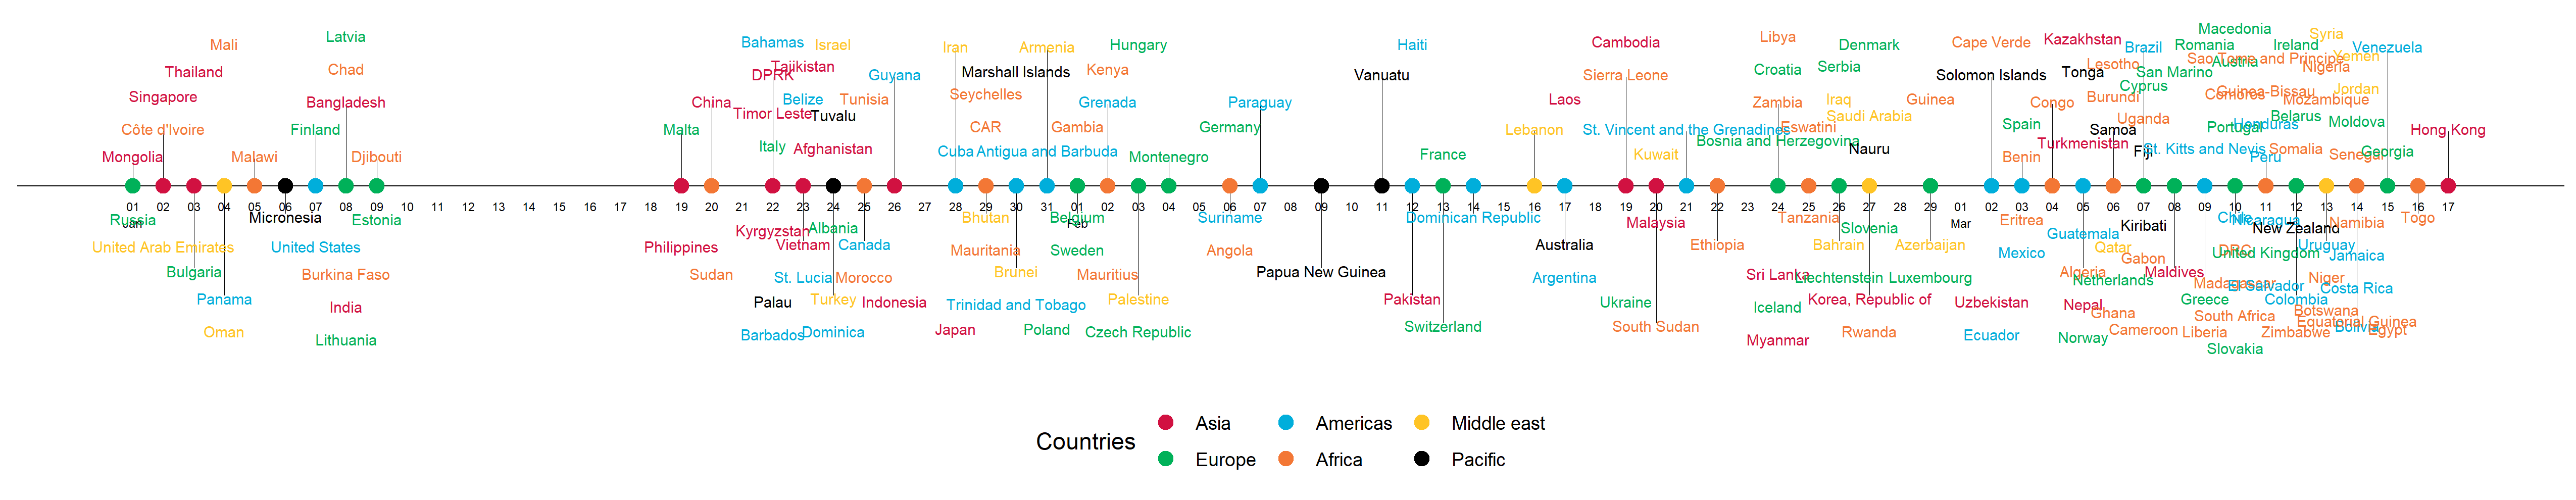 Macedonia
Syria
Latvia
Libya
Kazakhstan
Bahamas
Cambodia
Cape Verde
Mali
Israel
Iran
Armenia
Hungary
Haiti
Denmark
Brazil
Romania
Ireland
Venezuela
Yemen
Sao Tome and Principe
Austria
Nigeria
Lesotho
Chad
Tajikistan
Kenya
Croatia
Serbia
Thailand
DPRK
Guyana
Marshall Islands
Vanuatu
Sierra Leone
Solomon Islands
Tonga
San Marino
Cyprus
Jordan
Singapore
Seychelles
Comoros
Guinea-Bissau
Mozambique
Bangladesh
China
Belize
Tunisia
Grenada
Paraguay
Laos
Zambia
Iraq
Guinea
Congo
Burundi
Timor Leste
Tuvalu
Saudi Arabia
Uganda
Belarus
Moldova
Côte d'Ivoire
Finland
Malta
CAR
Gambia
Germany
Lebanon
St. Vincent and the Grenadines
Eswatini
Spain
Samoa
Portugal
Honduras
Hong Kong
Italy
Afghanistan
Cuba
Antigua and Barbuda
Bosnia and Herzegovina
Nauru
Turkmenistan
Fiji
St. Kitts and Nevis
Somalia
Mongolia
Malawi
Djibouti
Montenegro
France
Kuwait
Benin
Peru
Senegal
Georgia
01 02 03 04 05 06 07 08 09 10 11 12 13 14 15 16 17 18 19 20 21 22 23 24 25 26 27 28 29 30 31 01 02 03 04 05 06 07 08 09 10 11 12 13 14 15 16 17 18 19 20 21 22 23 24 25 26 27 28 29 01 02 03 04 05 06 07 08 09 10 11 12 13 14 15 16 17
Jan
Feb
Mar
Russia
Micronesia
Estonia
Bhutan
Belgium
Suriname
Dominican Republic
Malaysia
Tanzania
Eritrea
Kiribati
Chile
Nicaragua
Namibia
Togo
Kyrgyzstan
Albania
Slovenia
Guatemala
New Zealand
United Arab Emirates
United States
Philippines
Vietnam
Canada
Mauritania
Sweden
Angola
Australia
Ethiopia
Bahrain
Azerbaijan
Mexico
Qatar
Gabon
DRC
United Kingdom
Uruguay
Jamaica
Bulgaria
Burkina Faso
Sudan
St. Lucia
Morocco
Brunei
Mauritius
Papua New Guinea
Argentina
Sri Lanka
Liechtenstein
Luxembourg
Algeria
Netherlands
Maldives
Madagascar
El Salvador
Niger
Costa Rica
Panama
India
Palau
Turkey
Indonesia
Trinidad and Tobago
Palestine
Pakistan
Ukraine
Iceland
Korea, Republic of
Uzbekistan
Nepal
Ghana
Greece
Colombia
Oman
Lithuania
Barbados
Dominica
Japan
Poland
Czech Republic
Switzerland
South Sudan
Myanmar
Rwanda
Ecuador
Norway
Cameroon
South Africa
Liberia
Slovakia
Botswana
Equatorial Guinea
Zimbabwe
Bolivia
Egypt
Countries
Asia
Americas
Middle east
Europe
Africa
Pacific